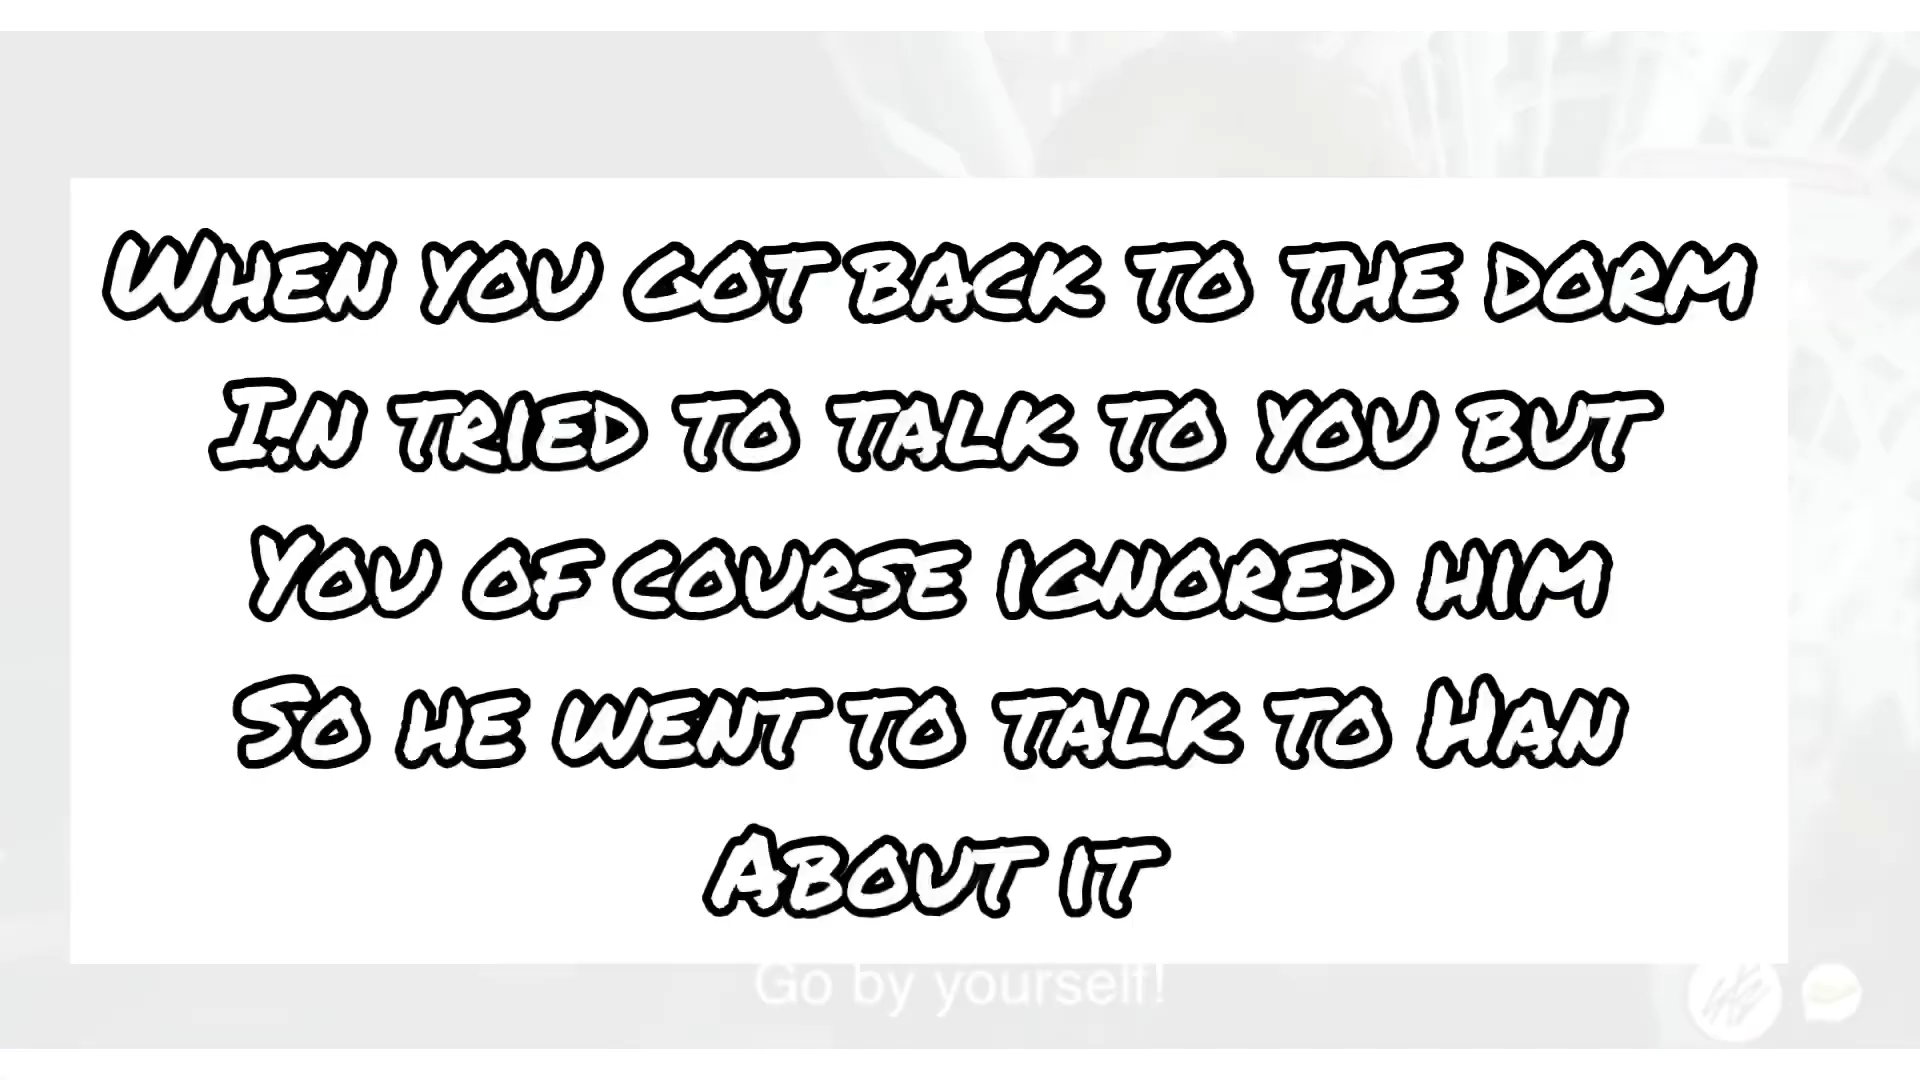 When you got back to the dorm
I.n tried to talk to you but
You of course ignored him
So he went to talk to Han
About it
Go by yourself!